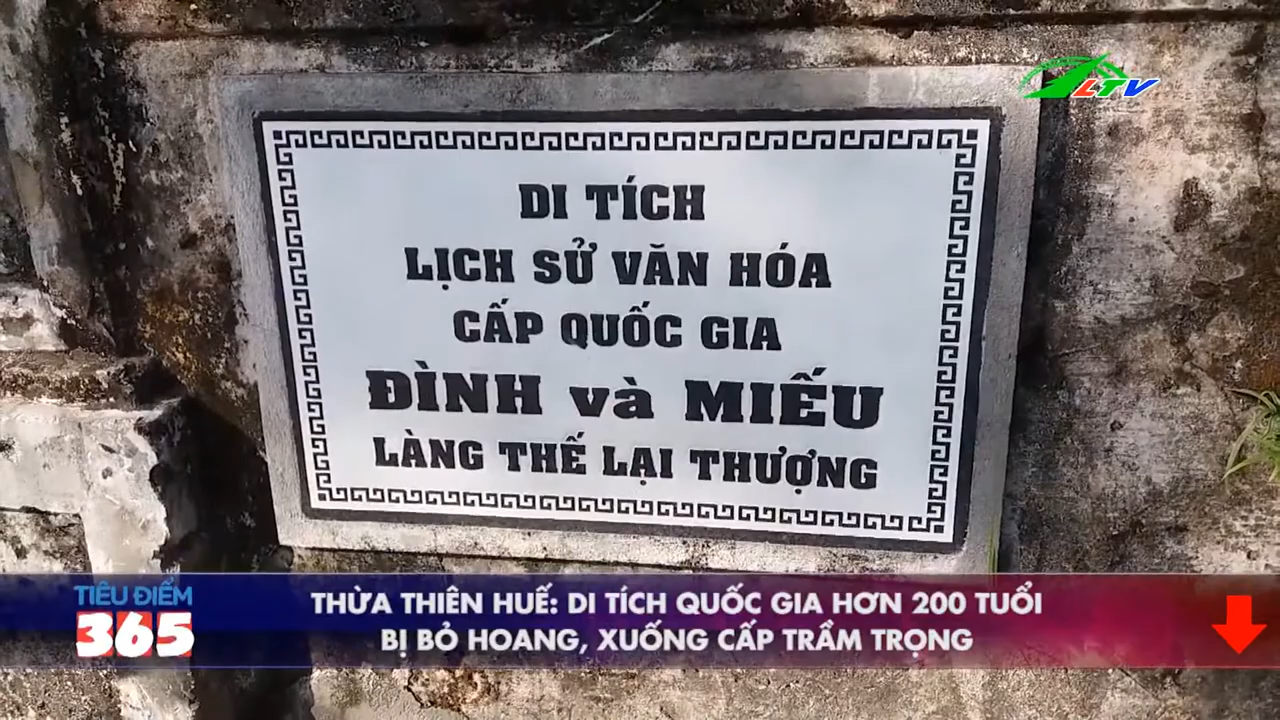 LTV
DI TÍCH
LỊCH SỬ VĂN HÓA
CẤP QUỐC GIA
ĐÌNH và MIẾU
LÀNG THẾ LẠI THƯỢNG
TIÊU ĐIỂM
365
THỪA THIÊN HUẾ: DI TÍCH QUỐC GIA HƠN 200 TUỔI
BỊ BỎ HOANG, XUỐNG CẤP TRẦM TRỌNG